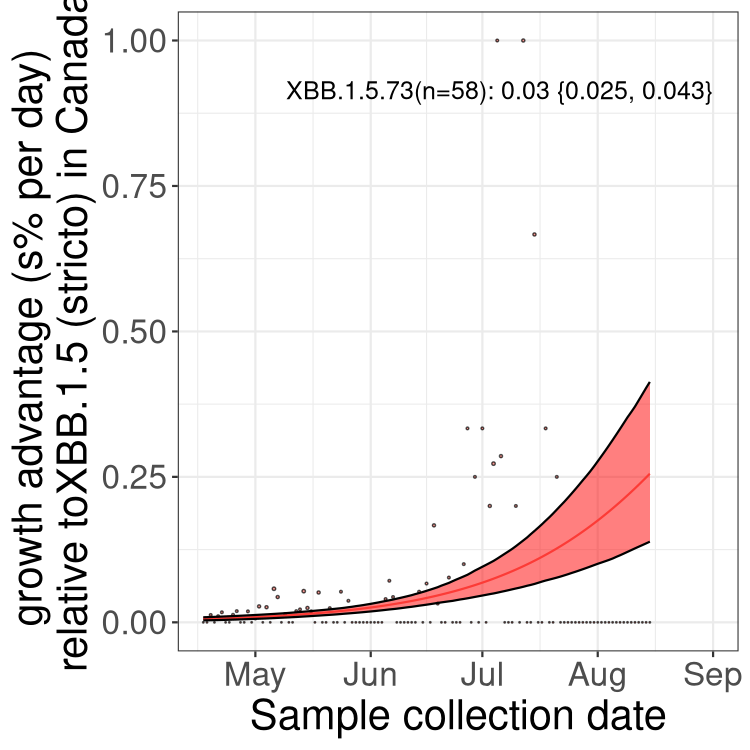 growth advantage (s% per day)
relative toXBB.1.5 (stricto) in Canada
1.00
0.75
0.50
0.25
0.00
XBB.1.5.73(n=58): 0.03 {0.025, 0.043}
May Jun Jul Aug Sep
Sample collection date